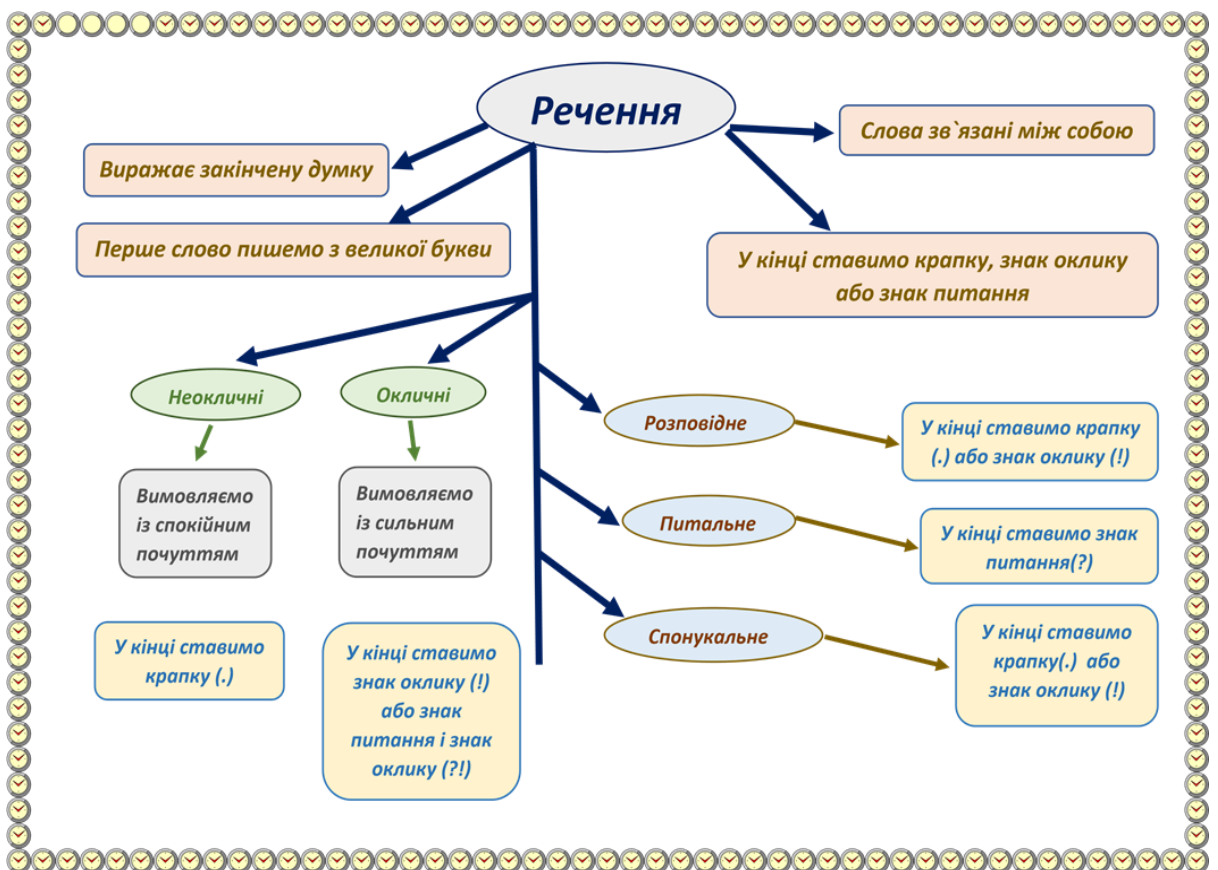 Речення
Слова зв`язані між собою
Виражає закінчену думку
Перше слово пишемо з великої букви
У кінці ставимо крапку, знак оклику
або знак питання
Неокличні
Окличні
Вимовляємо
із спокійним
почуттям
Вимовляємо
із сильним
почуттям
У кінці ставимо
крапку (.)
У кінці ставимо
знак оклику (!)
або знак
питання і знак
оклику (?!)
Розповідне
У кінці ставимо крапку
(.) або знак оклику (!)
Питальне
У кінці ставимо знак
питання(?)
Спонукальне
У кінці ставимо
крапку(.) або
знак оклику (!)